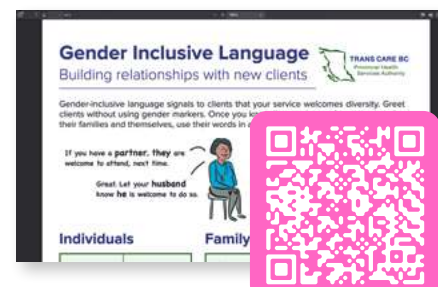 Gender Inclusive Language
Building relationships with new clients
TRANS CARE BC
Provincial Health
Services Authority
Gender-inclusive language signals to clients that your service welcomes diversity. Greet
clients without using gender markers. Once you
their families and themselves, use their words in
If you have a partner, they are
welcome to attend, next time.
Great. Let your husband
know he is welcome to do so.
Individuals
Family